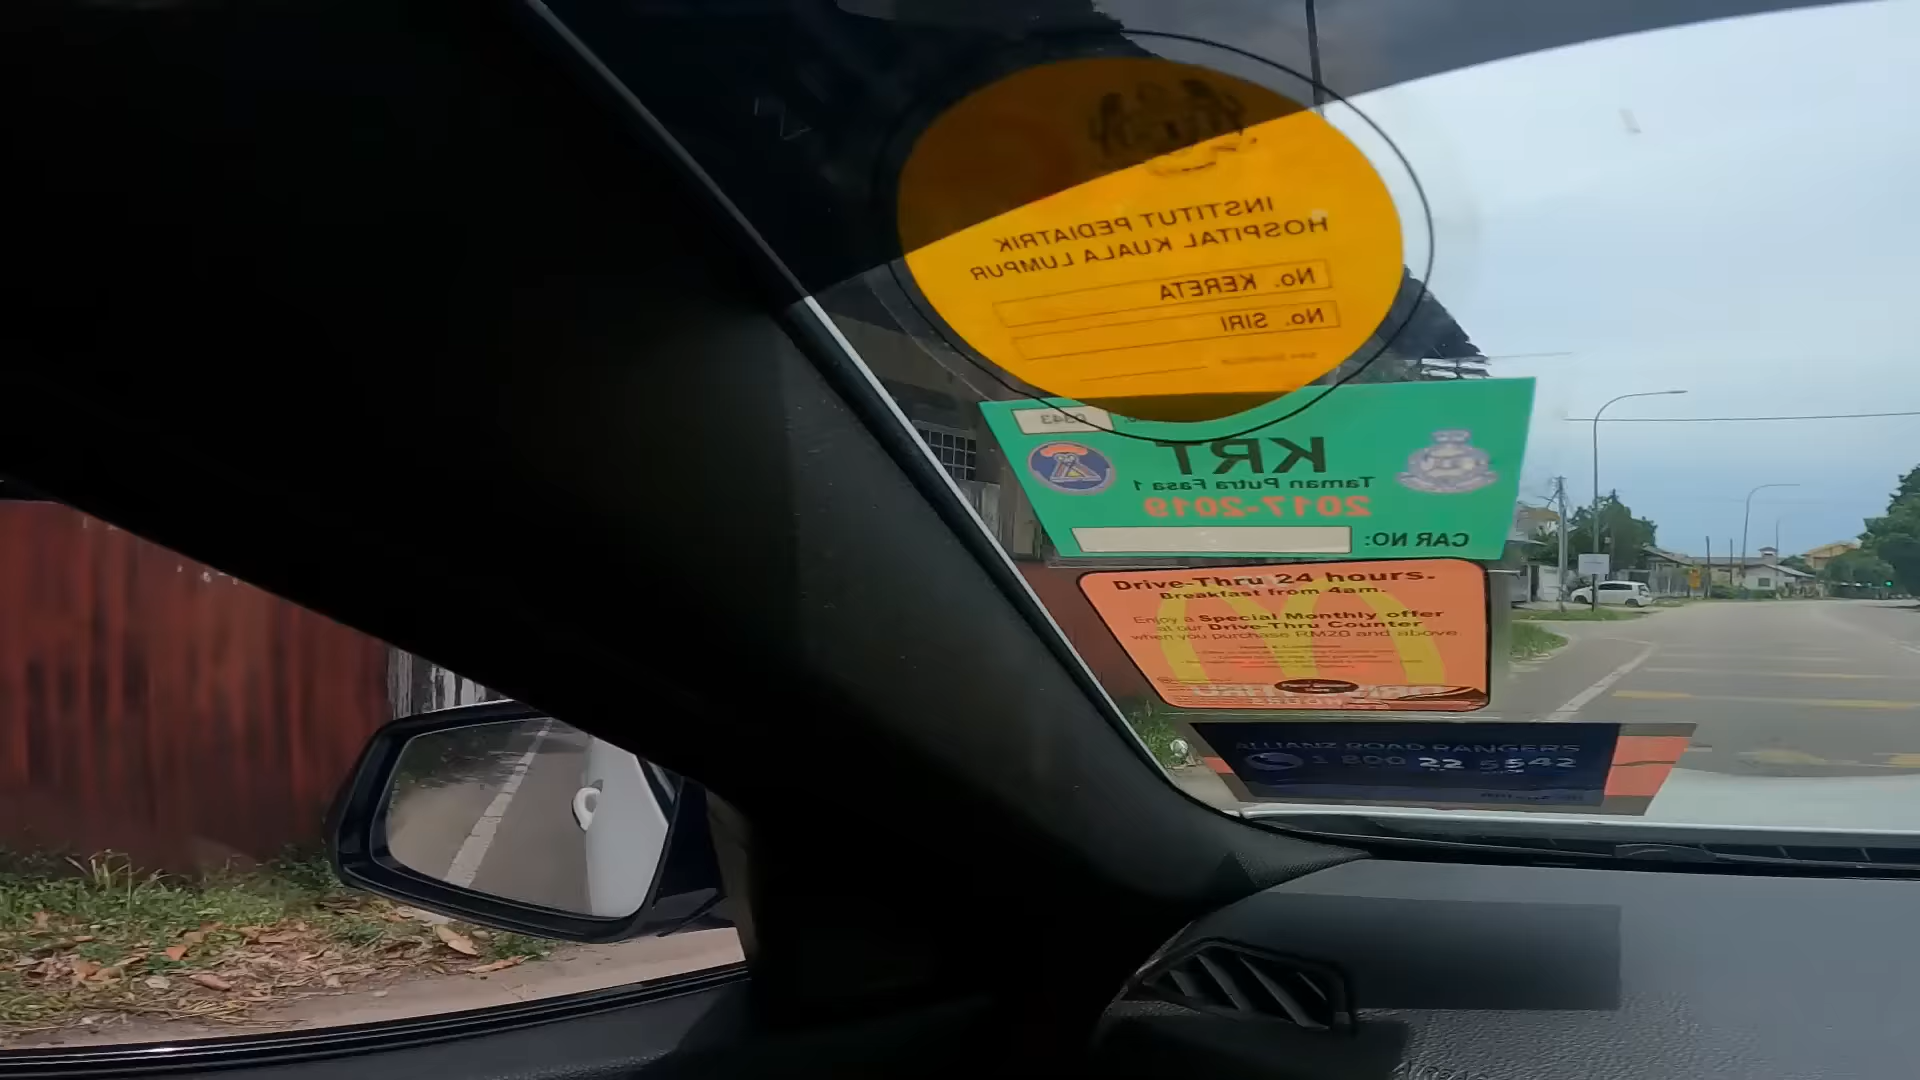 INSTITUT PEDIATRIK
HOSPITAL KUALA LUMPUR
No. KERETA
No. SIRI
0343
KRT
Taman Putra Fasa 1
2017-2019
CAR NO:
Drive-Thru 24 hours.
Breakfast from 4am.
Enjoy a Special Monthly offer
at our Drive-Thru Counter
when you purchase RM20 and above
ALLIANZ ROAD RANGERS
1 800 22 5542